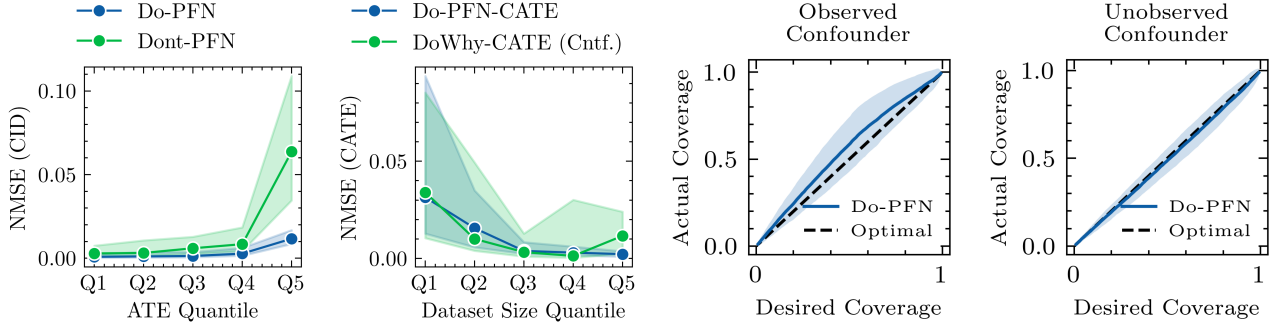 Do-PFN
Dont-PFN
NMSE (CID)
0.10
0.05
0.00
Q1 Q2 Q3 Q4 Q5
ATE Quantile
Do-PFN-CATE
DoWhy-CATE (Cntf.)
NMSE (CATE)
0.05
0.00
Q1 Q2 Q3 Q4 Q5
Dataset Size Quantile
Observed
Confounder
Actual Coverage
1.0
0.5
0.0
Do-PFN
Optimal
0 1
Desired Coverage
Unobserved
Confounder
Actual Coverage
1.0
0.5
0.0
Do-PFN
Optimal
0 1
Desired Coverage